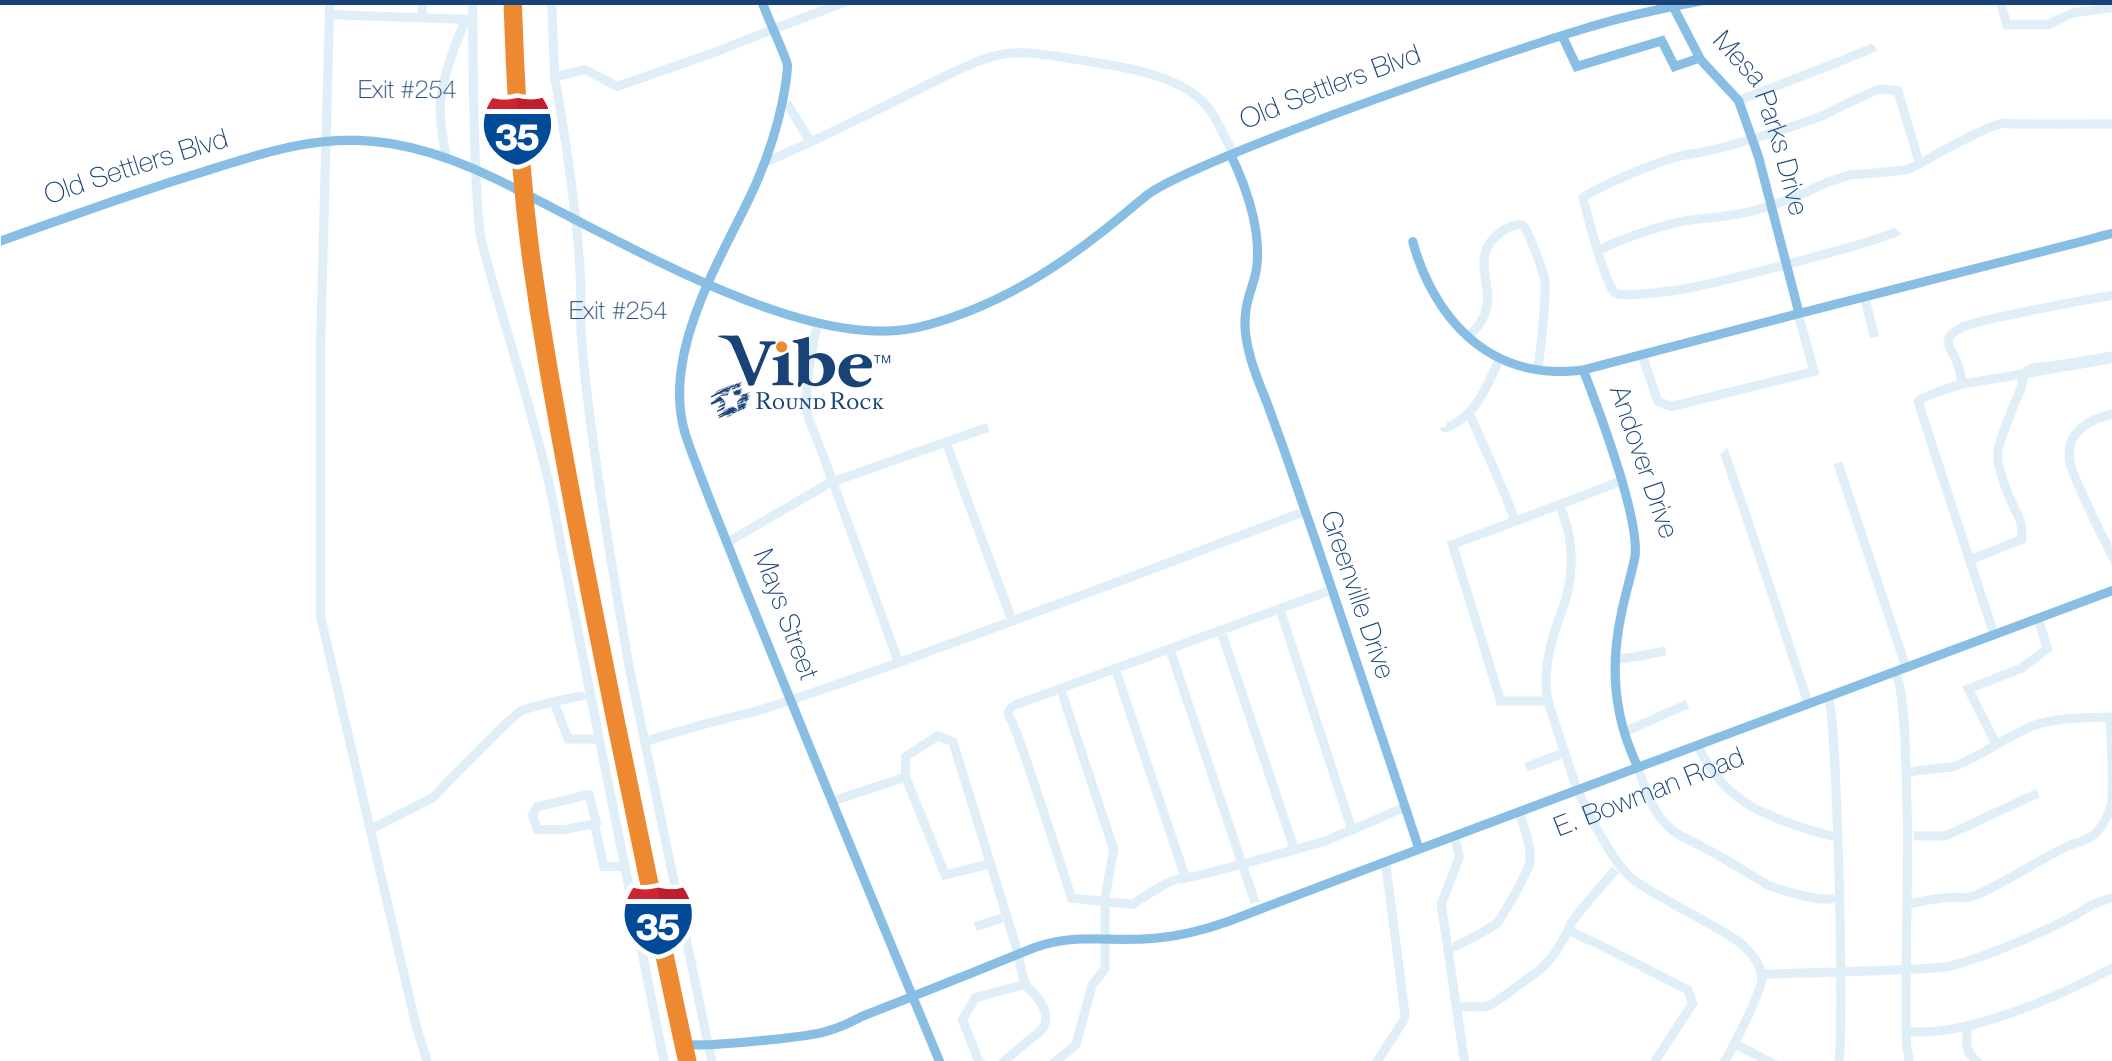 Mesa Parks Drive
Old Settlers Blvd
Exit #254
35
Old Settlers Blvd
Exit #254
Vibe™
ROUND ROCK
Andover Drive
Greenville Drive
Mays Street
E. Bowman Road
35